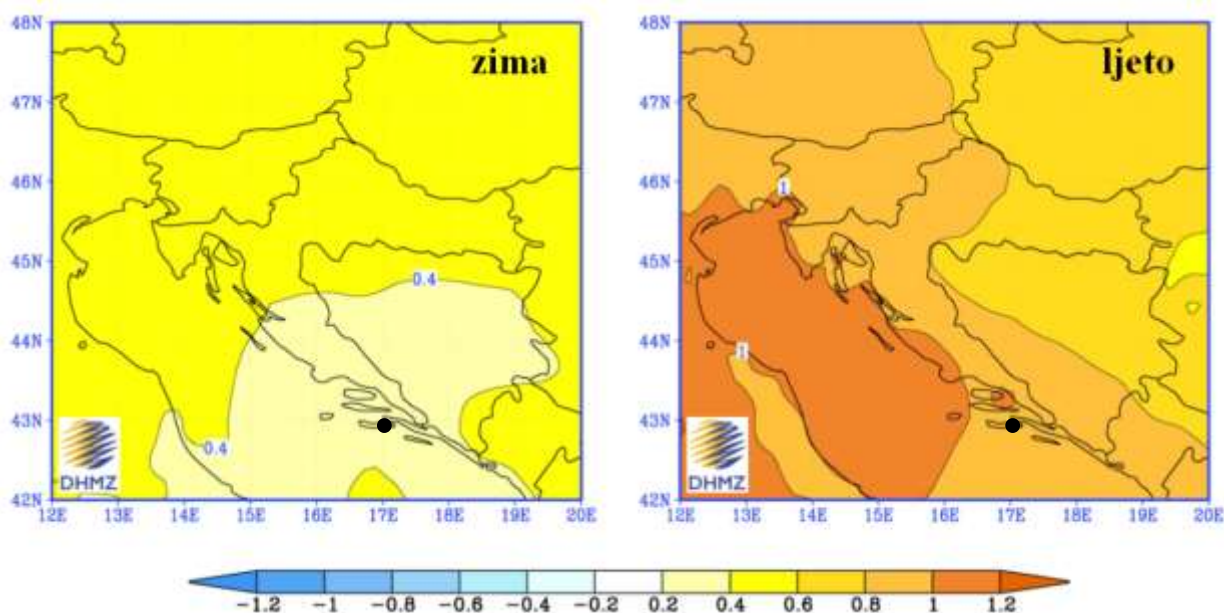 48N
47N
46N
45N
44N
43N
42N
12E 13E 14E 15E 16E 17E 18E 19E 20E
zima
0.4
0.4
DHMZ
48N
47N
46N
45N
44N
43N
42N
12E 13E 14E 15E 16E 17E 18E 19E 20E
ljeto
1
1
DHMZ
-1.2 -1 -0.8 -0.6 -0.4 -0.2 0.2 0.4 0.6 0.8 1 1.2